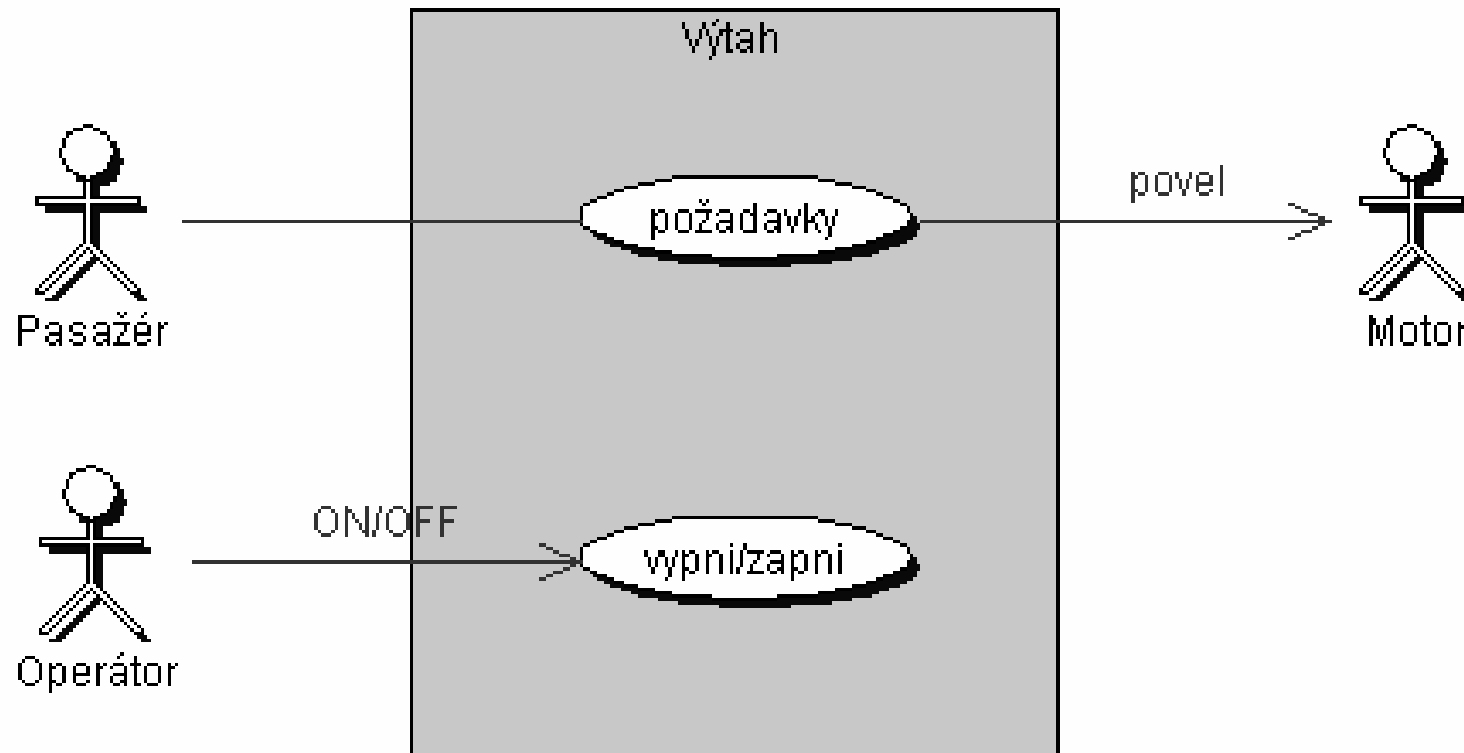 Výtah
povel
požadavky
Pasažér
Motor
ON/OFF
vypni/zapni
Operátor